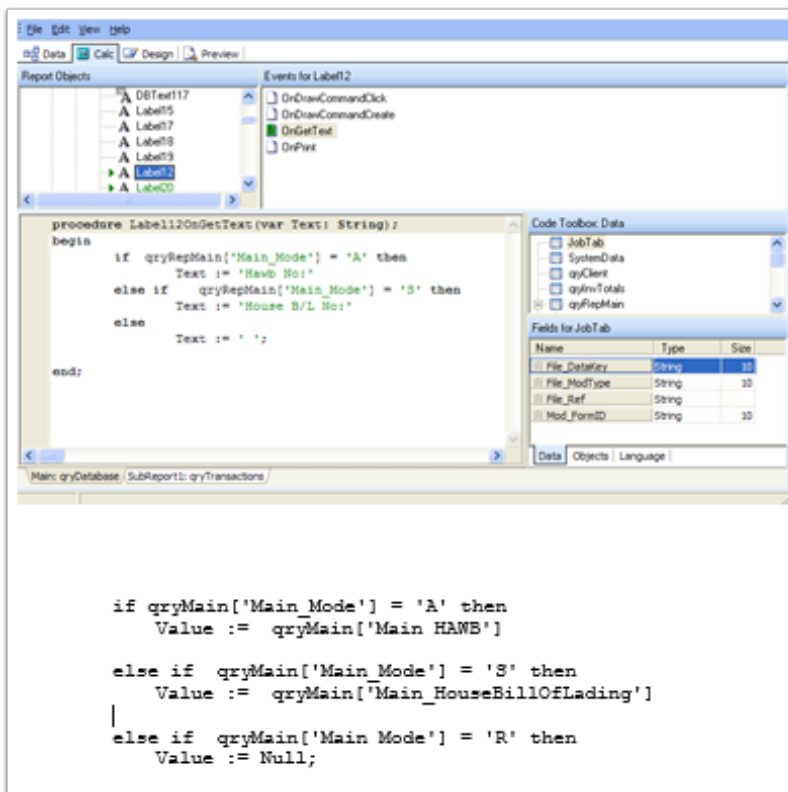 File Edit View Help
Data Calc Design Preview
Report Objects
DBText117
Label15
Label17
Label18
Label19
Label12
Label20
Events for Label12
OnDrawCommandClick
OnDrawCommandCreate
OnGetText
OnPrint
procedure Label12OnGetText(var Text: String);
begin
if qryRepMain['Main_Mode'] = 'A' then
Text := 'Hawb No:'
else if qryRepMain['Main_Mode'] = 'S' then
Text := 'House B/L No:'
else
Text := ' ';
end;
Code Toolbox: Data
JobTab
SystemData
qryClient
qryInvTotals
qryRepMain
Fields for JobTab
Name Type Size
File_DataKey String 10
File_ModType String 10
File_Ref String
Mod_FormID String 10
Data Objects Language
Main: qryDatabase SubReport1: qryTransactions
if qryMain['Main_Mode'] = 'A' then
Value := qryMain['Main HAWB']
else if qryMain['Main_Mode'] = 'S' then
Value := qryMain['Main_HouseBillOfLading']
else if qryMain['Main Mode'] = 'R' then
Value := Null;